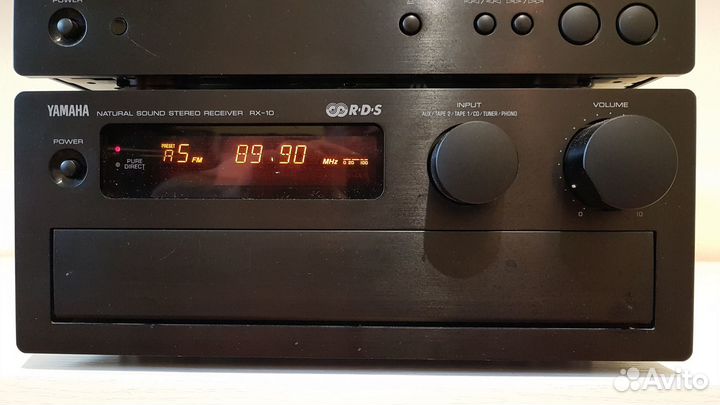 POWER
YAMAHA NATURAL SOUND STEREO RECEIVER RX-10
R·D·S
INPUT
AUX/TAPE 2/TAPE 1/CD/TUNER/PHONO
VOLUME
POWER
PURE
DIRECT
PRESET
A5 FM 89.90 MHz
0 10
Avito